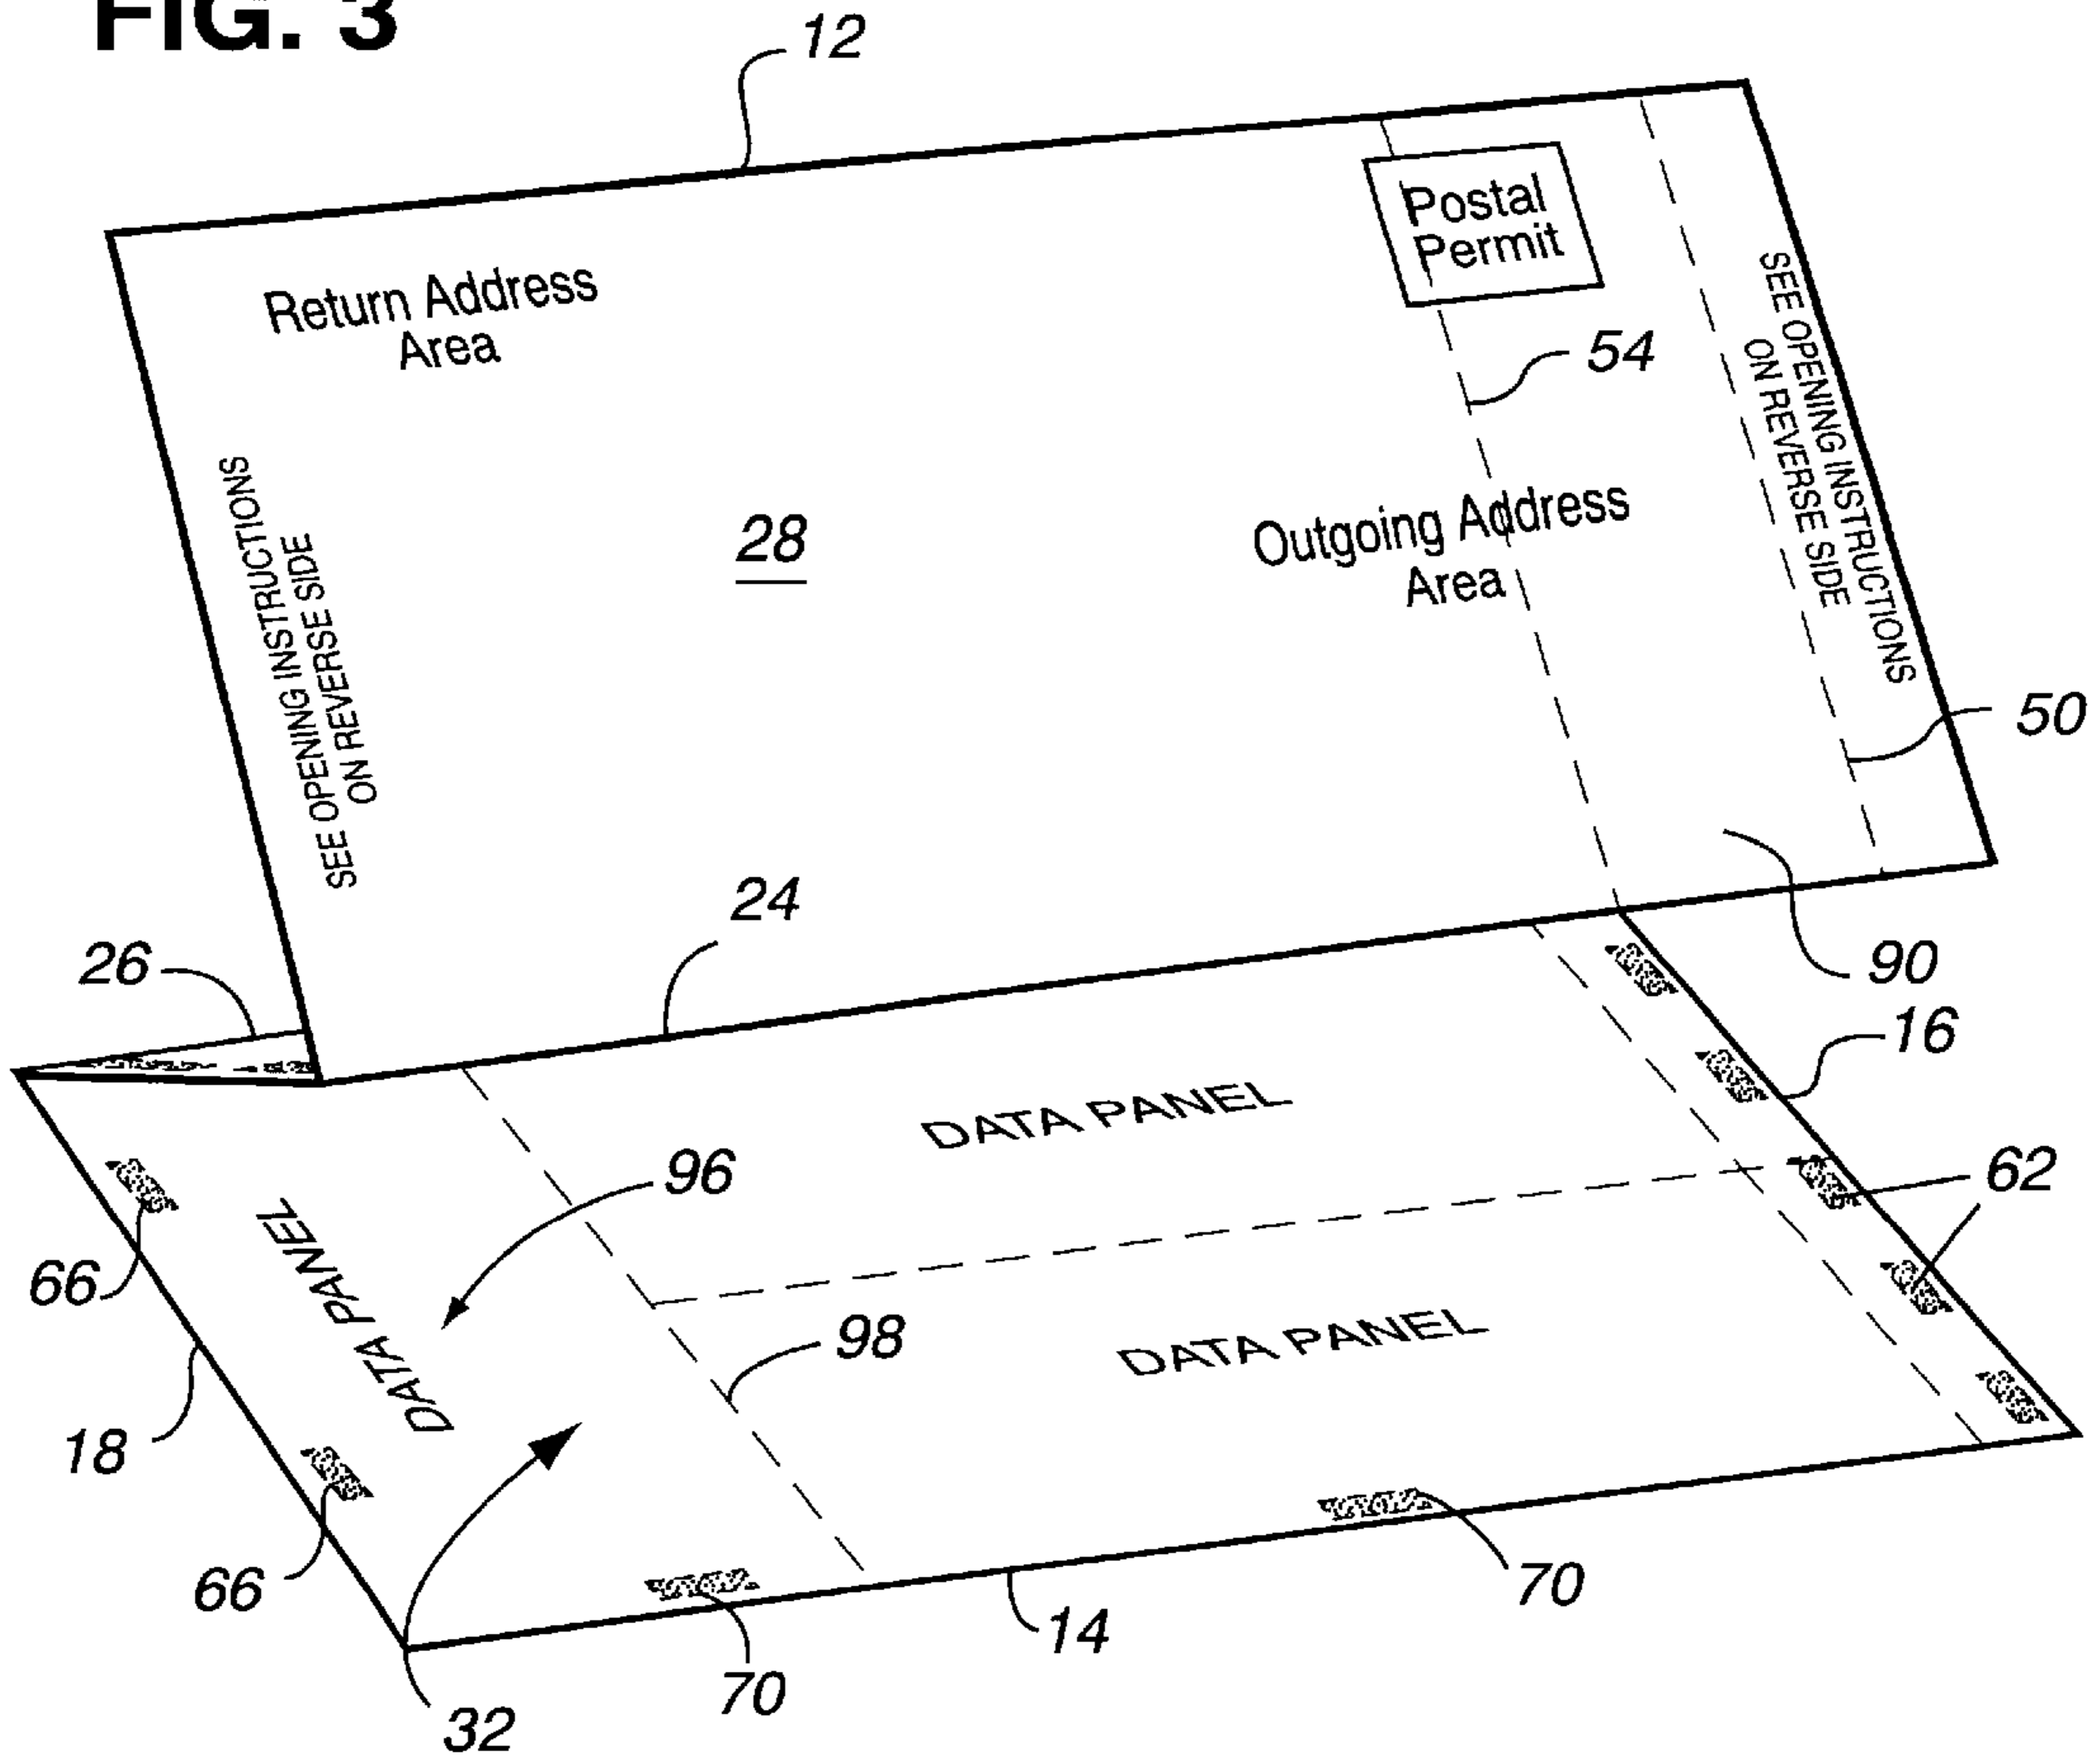 FIG. 3
12
Postal
Permit
Return Address
Area
54
SEE OPENING INSTRUCTIONS
ON REVERSE SIDE
Outgoing Address
Area
28
SEE OPENING INSTRUCTIONS
ON REVERSE SIDE
50
24
26
90
16
DATA PANEL
96
62
66
DATA PANEL
98
DATA PANEL
18
66
70
14
70
32